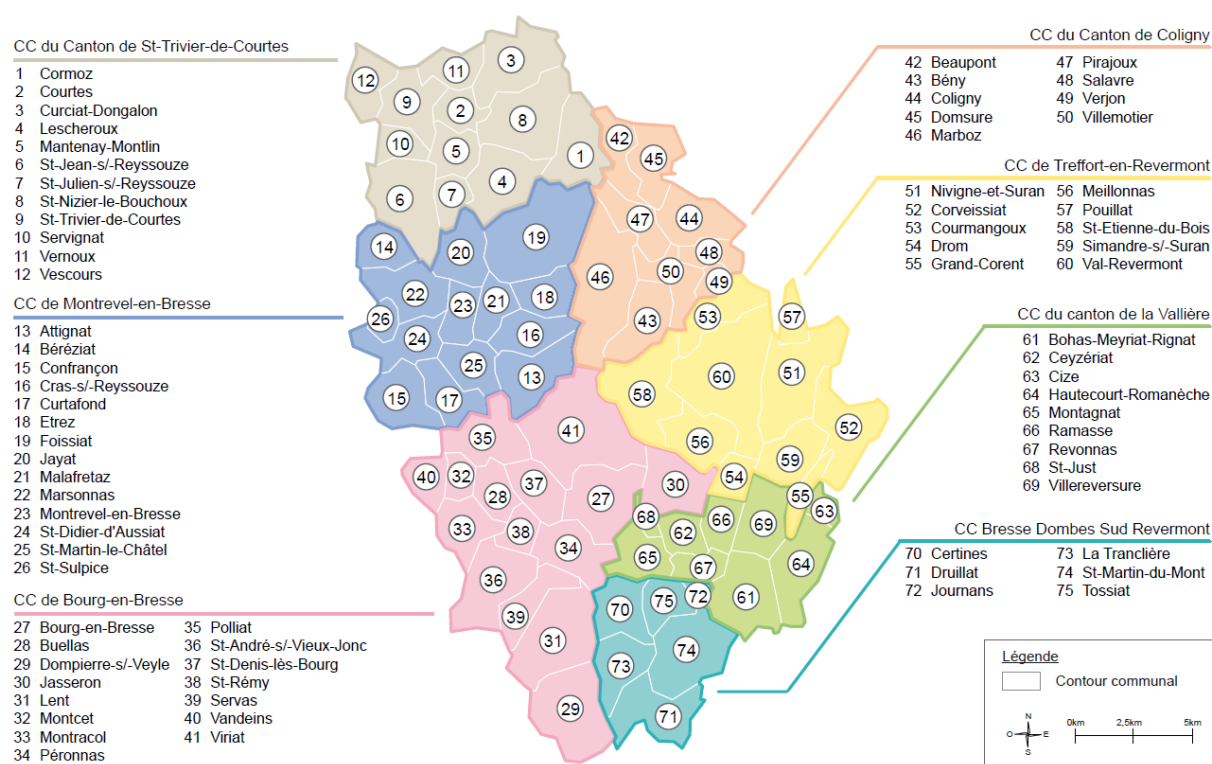 CC du Canton de St-Trivier-de-Courtes
1 Cormoz
2 Courtes
3 Curciat-Dongalon
4 Lescheroux
5 Mantenay-Montlin
6 St-Jean-s/-Reyssouze
7 St-Julien-s/-Reyssouze
8 St-Nizier-le-Bouchoux
9 St-Trivier-de-Courtes
10 Servignat
11 Vernoux
12 Vescours
CC de Montrevel-en-Bresse
13 Attignat
14 Béréziat
15 Confrançon
16 Cras-s/-Reyssouze
17 Curtafond
18 Etrez
19 Foissiat
20 Jayat
21 Malafretaz
22 Marsonnas
23 Montrevel-en-Bresse
24 St-Didier-d'Aussiat
25 St-Martin-le-Châtel
26 St-Sulpice
CC de Bourg-en-Bresse
27 Bourg-en-Bresse
28 Buellas
29 Dompierre-s/-Veyle
30 Jasseron
31 Lent
32 Montcet
33 Montracol
34 Péronnas
35 Polliat
36 St-André-s/-Vieux-Jonc
37 St-Denis-lès-Bourg
38 St-Rémy
39 Servas
40 Vandeins
41 Viriat
12
11
3
9
2
8
10
5
1
4
6
7
42
45
47
44
48
50
46
49
43
14
20
19
22
23
21
18
26
24
16
25
13
15
17
53
57
60
51
58
52
56
59
54
55
35
41
40
32
37
30
28
27
33
38
34
36
39
31
29
68
66
69
63
62
65
67
64
61
70
75
72
74
73
71
CC du Canton de Coligny
42 Beaupont
43 Bény
44 Coligny
45 Domsure
46 Marboz
47 Pirajoux
48 Salavre
49 Verjon
50 Villemotier
CC de Treffort-en-Revermont
51 Nivigne-et-Suran
52 Corveissiat
53 Courmangoux
54 Drom
55 Grand-Corent
56 Meillonnas
57 Pouillat
58 St-Etienne-du-Bois
59 Simandre-s/-Suran
60 Val-Revermont
CC du canton de la Vallière
61 Bohas-Meyriat-Rignat
62 Ceyzériat
63 Cize
64 Hautecourt-Romanèche
65 Montagnat
66 Ramasse
67 Revonnas
68 St-Just
69 Villereversure
CC Bresse Dombes Sud Revermont
70 Certines
71 Druillat
72 Journans
73 La Tranclière
74 St-Martin-du-Mont
75 Tossiat
Légende
Contour communal
N
O E
S
0km 2,5km 5km